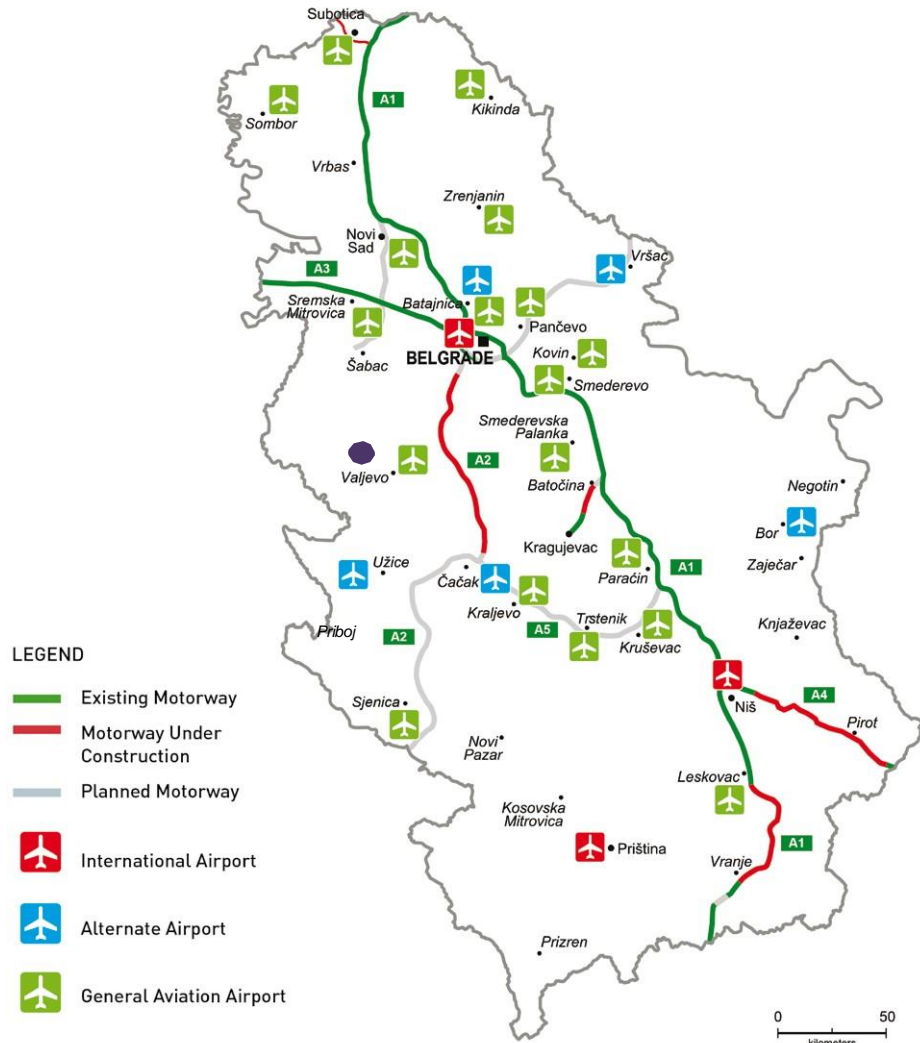 Subotica
A1
Kikinda
Sombor
Vrbas
Zrenjanin
Novi
Sad
Vršac
A3
Sremska
Mitrovica
Batajnica
Pančevo
BELGRADE
Kovin
Šabac
Smederevo
Smederevska
Palanka
A2
Valjevo
Batočina
Negotin
Bor
Kragujevac
Zaječar
Užice
Čačak
Paraćin
A1
Kraljevo
Trstenik
Priboj
A2
A5
Kruševac
Knjaževac
LEGEND
Existing Motorway
Motorway Under
Construction
Planned Motorway
International Airport
Alternate Airport
General Aviation Airport
Sjenica
Niš
A4
Pirot
Novi
Pazar
Leskovac
Kosovska
Mitrovica
Priština
A1
Vranje
Prizren
0 50
kilometers